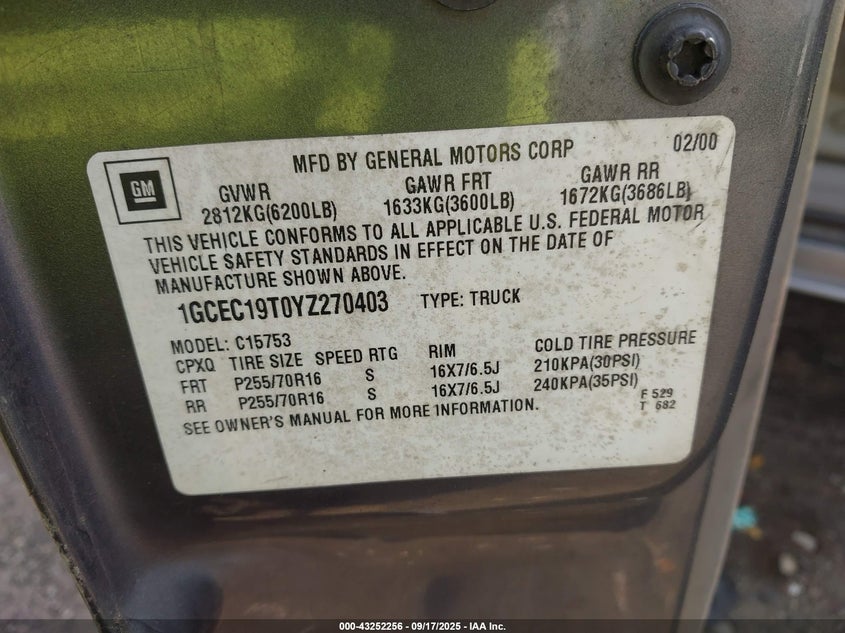 MFD BY GENERAL MOTORS CORP 02/00
GM
GVWR GAWR FRT GAWR RR
2812KG(6200LB) 1633KG(3600LB) 1672KG(3686LB)
THIS VEHICLE CONFORMS TO ALL APPLICABLE U.S. FEDERAL MOTOR
VEHICLE SAFETY STANDARDS IN EFFECT ON THE DATE OF
MANUFACTURE SHOWN ABOVE.
1GCEC19T0YZ270403 TYPE: TRUCK
MODEL: C15753
CPXQ TIRE SIZE SPEED RTG RIM COLD TIRE PRESSURE
FRT P255/70R16 S 16X7/6.5J 210KPA(30PSI)
RR P255/70R16 S 16X7/6.5J 240KPA(35PSI)
SEE OWNER'S MANUAL FOR MORE INFORMATION.
F 529
T 682
000-43252256 - 09/17/2025 - IAA Inc.